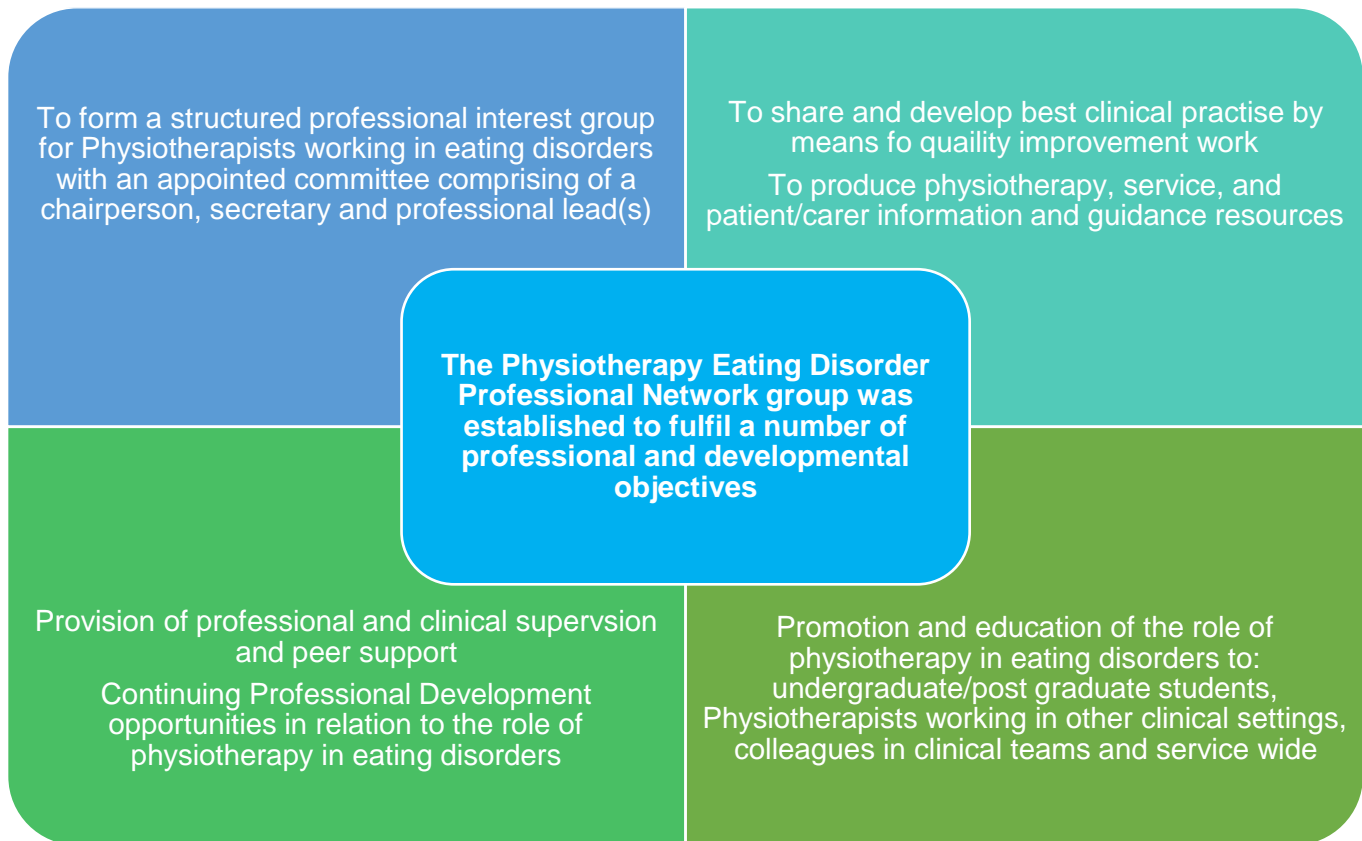 To form a structured professional interest group
for Physiotherapists working in eating disorders
with an appointed committee comprising of a
chairperson, secretary and professional lead(s)
To share and develop best clinical practise by
means fo quaility improvement work
To produce physiotherapy, service, and
patient/carer information and guidance resources
The Physiotherapy Eating Disorder
Professional Network group was
established to fulfil a number of
professional and developmental
objectives
Provision of professional and clinical supervsion
and peer support
Continuing Professional Development
opportunities in relation to the role of
physiotherapy in eating disorders
Promotion and education of the role of
physiotherapy in eating disorders to:
undergraduate/post graduate students,
Physiotherapists working in other clinical settings,
colleagues in clinical teams and service wide